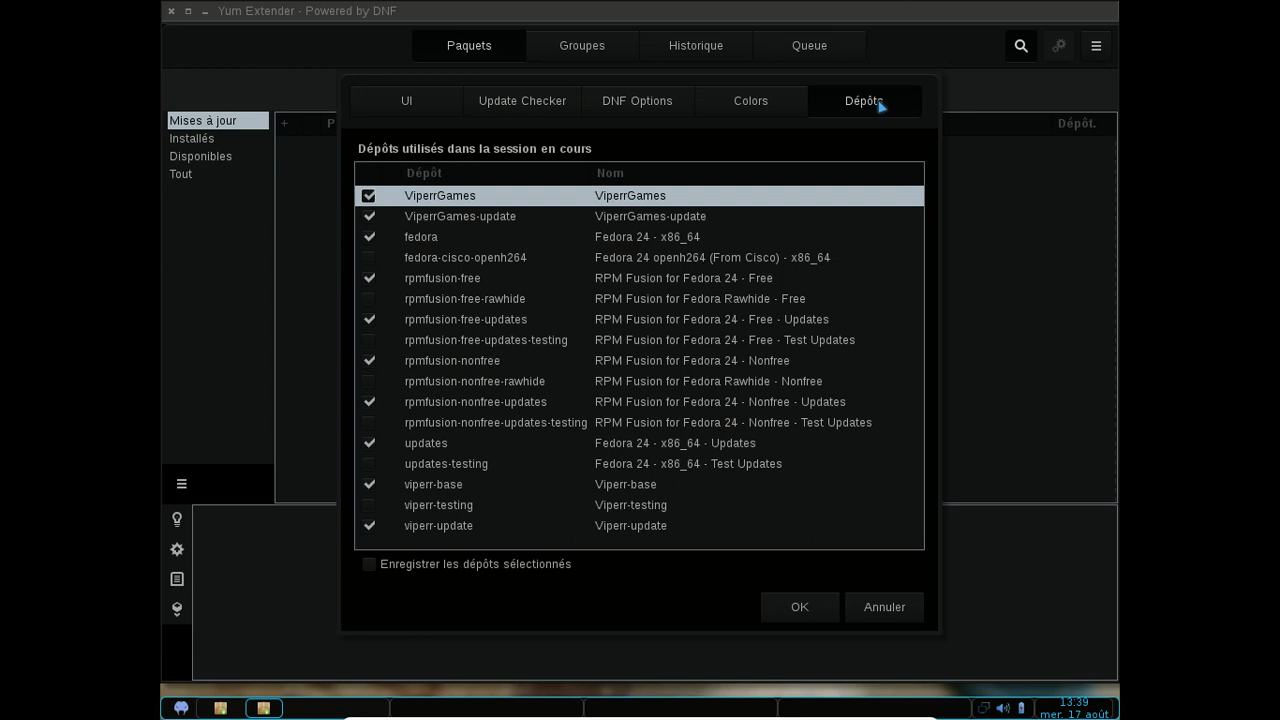 Yum Extender - Powered by DNF
Paquets Groupes Historique Queue
UI Update Checker DNF Options Colors Dépôts
Mises à jour
Installés
Disponibles
Tout
+ P Dépôt.
Dépôts utilisés dans la session en cours
Dépôt Nom
ViperrGames ViperrGames
ViperrGames-update ViperrGames-update
fedora Fedora 24 - x86_64
fedora-cisco-openh264 Fedora 24 openh264 (From Cisco) - x86_64
rpmfusion-free RPM Fusion for Fedora 24 - Free
rpmfusion-free-rawhide RPM Fusion for Fedora Rawhide - Free
rpmfusion-free-updates RPM Fusion for Fedora 24 - Free - Updates
rpmfusion-free-updates-testing RPM Fusion for Fedora 24 - Free - Test Updates
rpmfusion-nonfree RPM Fusion for Fedora 24 - Nonfree
rpmfusion-nonfree-rawhide RPM Fusion for Fedora Rawhide - Nonfree
rpmfusion-nonfree-updates RPM Fusion for Fedora 24 - Nonfree - Updates
rpmfusion-nonfree-updates-testing RPM Fusion for Fedora 24 - Nonfree - Test Updates
updates Fedora 24 - x86_64 - Updates
updates-testing Fedora 24 - x86_64 - Test Updates
viperr-base Viperr-base
viperr-testing Viperr-testing
viperr-update Viperr-update
Enregistrer les dépôts sélectionnés
OK Annuler
13:39
mer. 17 août